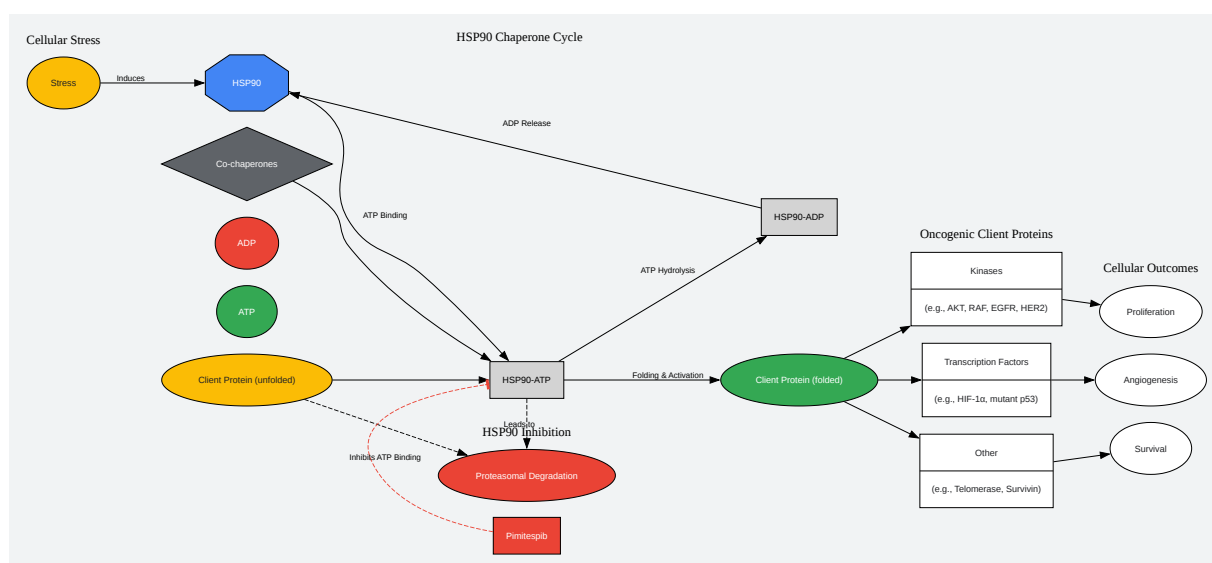 HSP90 Chaperone Cycle
Cellular Stress
Stress
Induces
HSP90
ADP Release
Co-chaperones
ATP Binding
HSP90-ADP
ADP
ATP Hydrolysis
ATP
Client Protein (unfolded)
HSP90-ATP
Folding & Activation
Client Protein (folded)
Oncogenic Client Proteins
Kinases
(e.g., AKT, RAF, EGFR, HER2)
Transcription Factors
(e.g., HIF-1α, mutant p53)
Other
(e.g., Telomerase, Survivin)
Cellular Outcomes
Proliferation
Angiogenesis
Survival
Leads to
HSP90 Inhibition
Inhibits ATP Binding
Proteasomal Degradation
Pimitespib